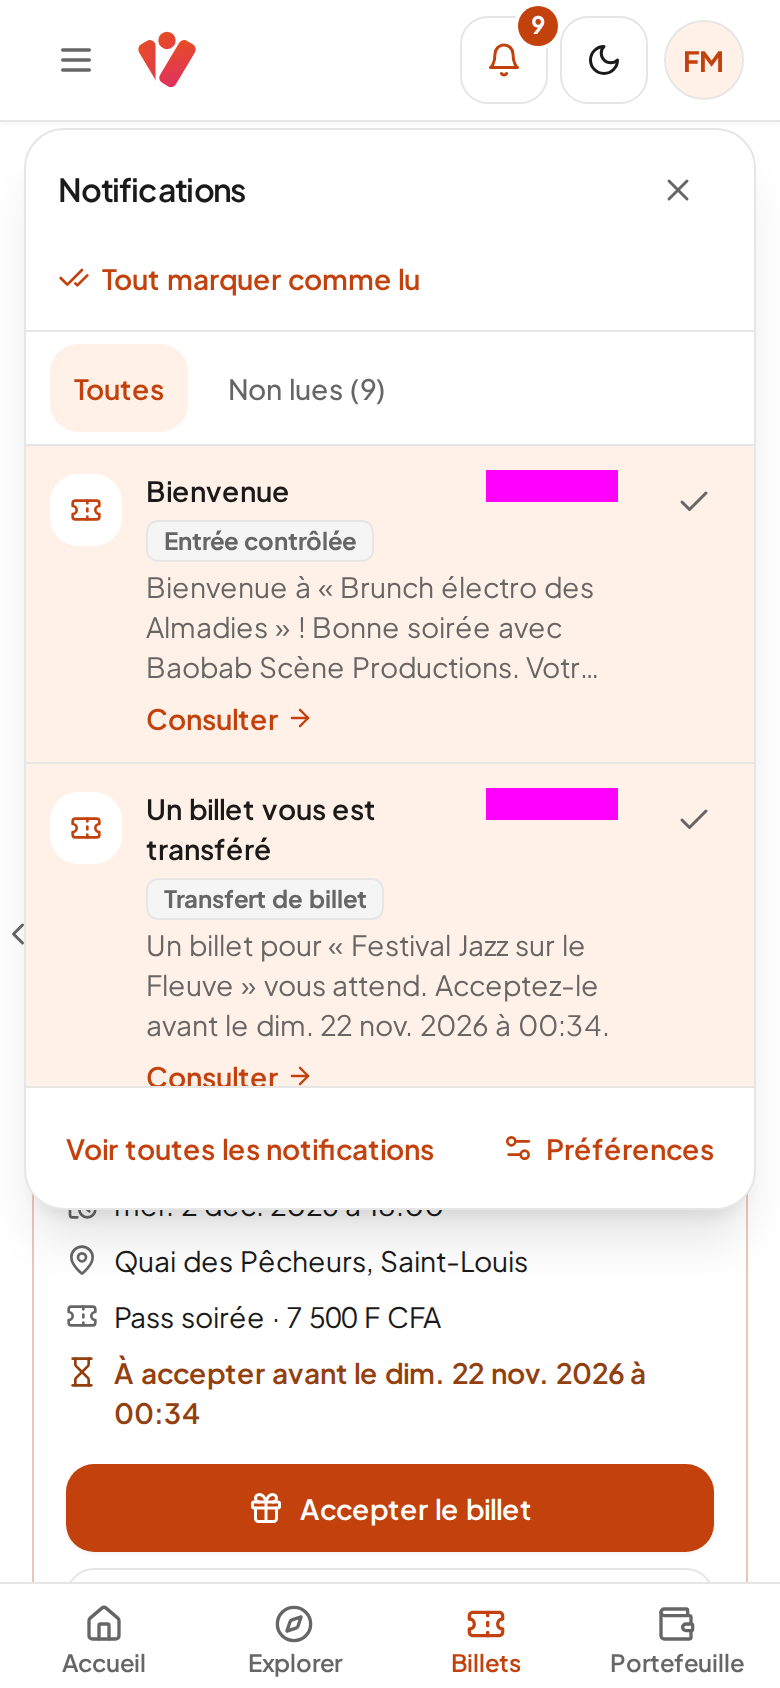 9
FM
Notifications
Tout marquer comme lu
Toutes
Non lues (9)
Bienvenue
Entrée contrôlée
Bienvenue à « Brunch électro des
Almadies » ! Bonne soirée avec
Baobab Scène Productions. Votr…
Consulter
Un billet vous est
transféré
Transfert de billet
Un billet pour « Festival Jazz sur le
Fleuve » vous attend. Acceptez-le
avant le dim. 22 nov. 2026 à 00:34.
Consulter
Voir toutes les notifications
Préférences
Quai des Pêcheurs, Saint-Louis
Pass soirée · 7 500 F CFA
À accepter avant le dim. 22 nov. 2026 à
00:34
Accepter le billet
Accueil
Explorer
Billets
Portefeuille